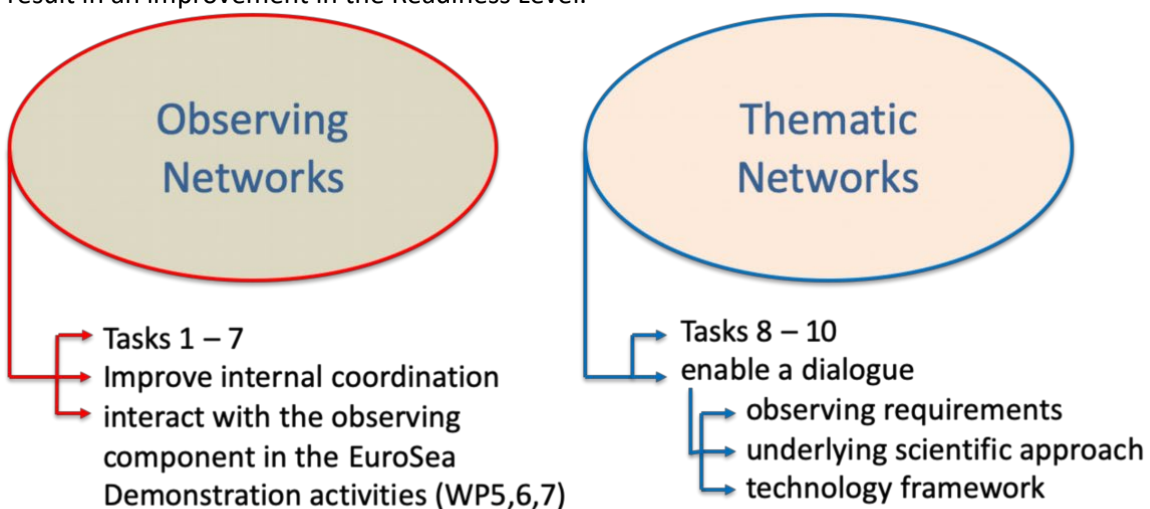 result in an improvement in the Readiness Level.
Observing
Networks
Tasks 1 – 7
Improve internal coordination
interact with the observing
component in the EuroSea
Demonstration activities (WP5,6,7)
Thematic
Networks
Tasks 8 – 10
enable a dialogue
observing requirements
underlying scientific approach
technology framework